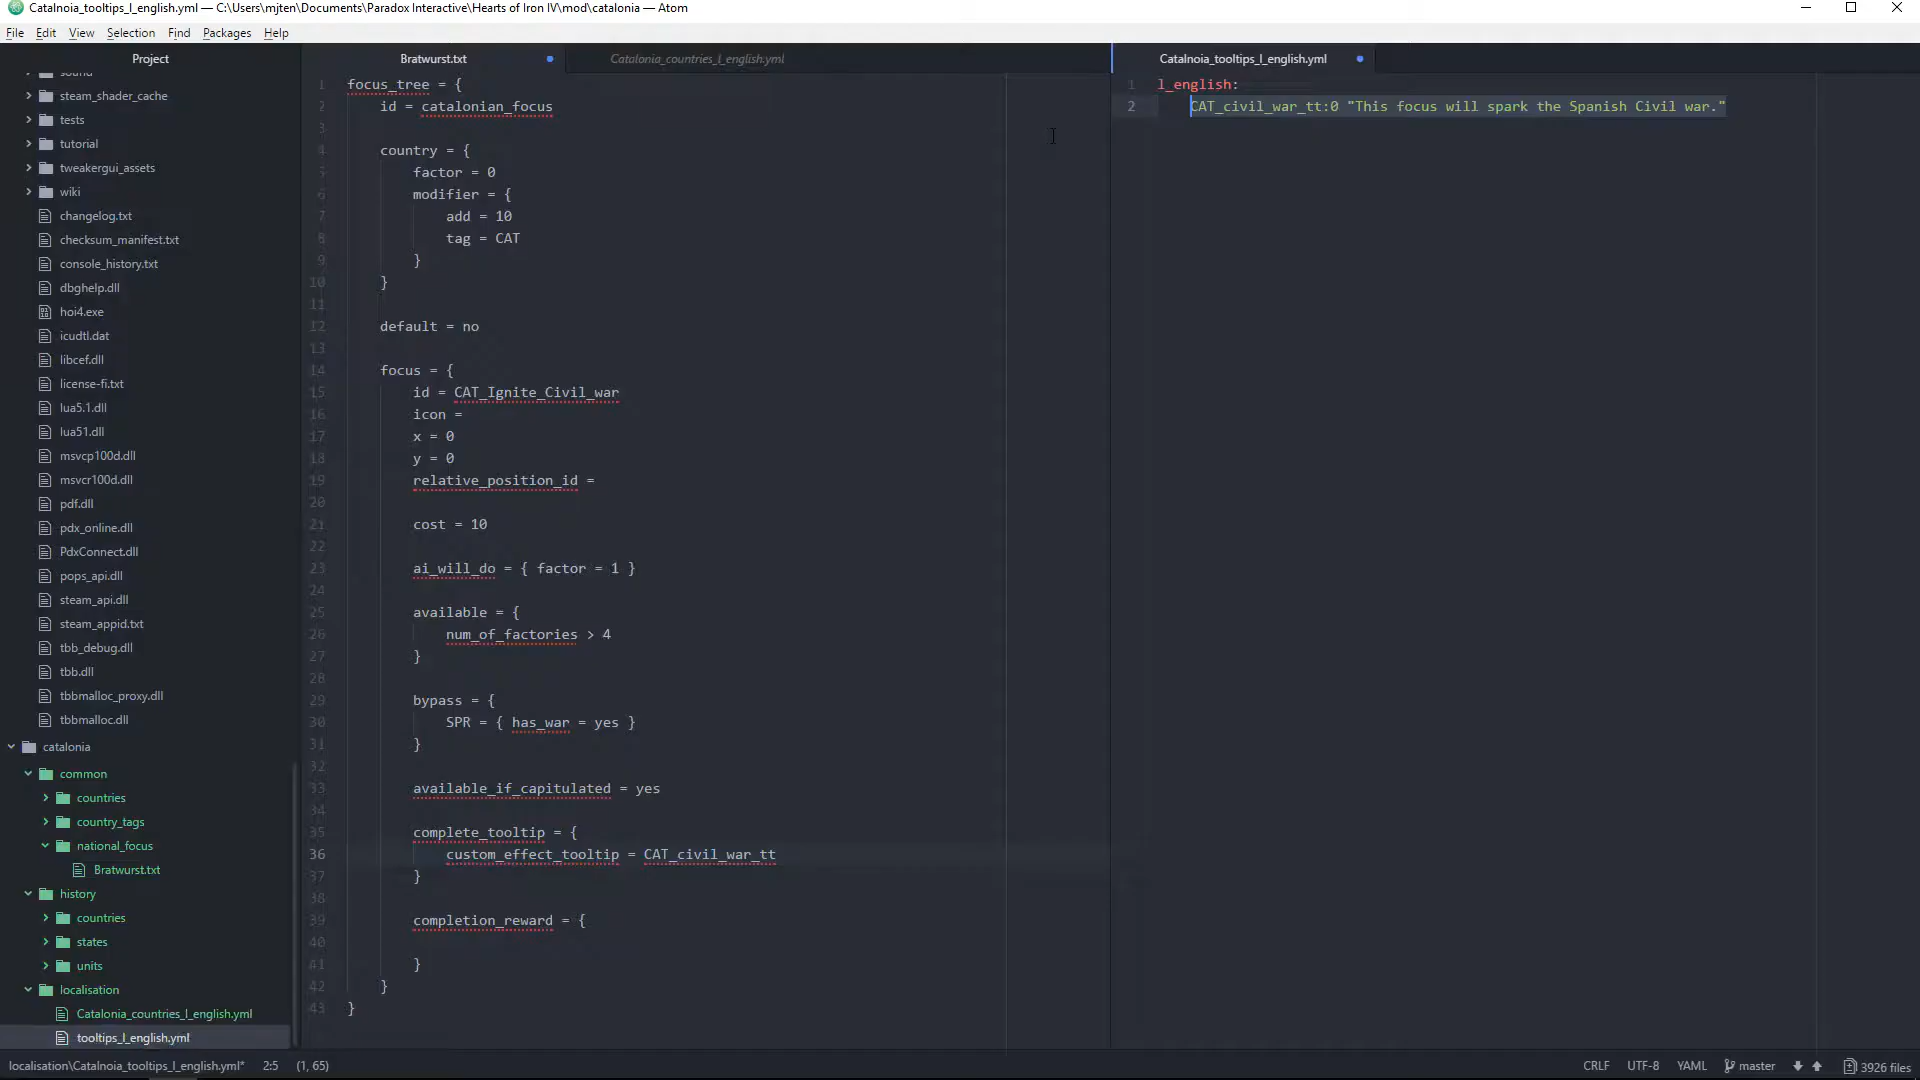 Catalnoia_tooltips_l_english.yml — C:\Users\mjten\Documents\Paradox Interactive\Hearts of Iron IV\mod\catalonia — Atom
File Edit View Selection Find Packages Help
Project
sound
steam_shader_cache
tests
tutorial
tweakergui_assets
wiki
changelog.txt
checksum_manifest.txt
console_history.txt
dbghelp.dll
hoi4.exe
icudtl.dat
libcef.dll
license-fi.txt
lua5.1.dll
lua51.dll
msvcp100d.dll
msvcr100d.dll
pdf.dll
pdx_online.dll
PdxConnect.dll
pops_api.dll
steam_api.dll
steam_appid.txt
tbb_debug.dll
tbb.dll
tbbmalloc_proxy.dll
tbbmalloc.dll
catalonia
common
countries
country_tags
national_focus
Bratwurst.txt
history
countries
states
units
localisation
Catalonia_countries_l_english.yml
tooltips_l_english.yml
Bratwurst.txt
Catalonia_countries_l_english.yml
1 focus_tree = {
2 id = catalonian_focus
3
4 country = {
5 factor = 0
6 modifier = {
7 add = 10
8 tag = CAT
9 }
10 }
11
12 default = no
13
14 focus = {
15 id = CAT_Ignite_Civil_war
16 icon =
17 x = 0
18 y = 0
19 relative_position_id =
20
21 cost = 10
22
23 ai_will_do = { factor = 1 }
24
25 available = {
26 num_of_factories > 4
27 }
28
29 bypass = {
30 SPR = { has_war = yes }
31 }
32
33 available_if_capitulated = yes
34
35 complete_tooltip = {
36 custom_effect_tooltip = CAT_civil_war_tt
37 }
38
39 completion_reward = {
40
41 }
42 }
43 }
Catalnoia_tooltips_l_english.yml
1 l_english:
2 CAT_civil_war_tt:0 "This focus will spark the Spanish Civil war."
localisation\Catalnoia_tooltips_l_english.yml* 2:5 (1, 65) CRLF UTF-8 YAML master 3926 files